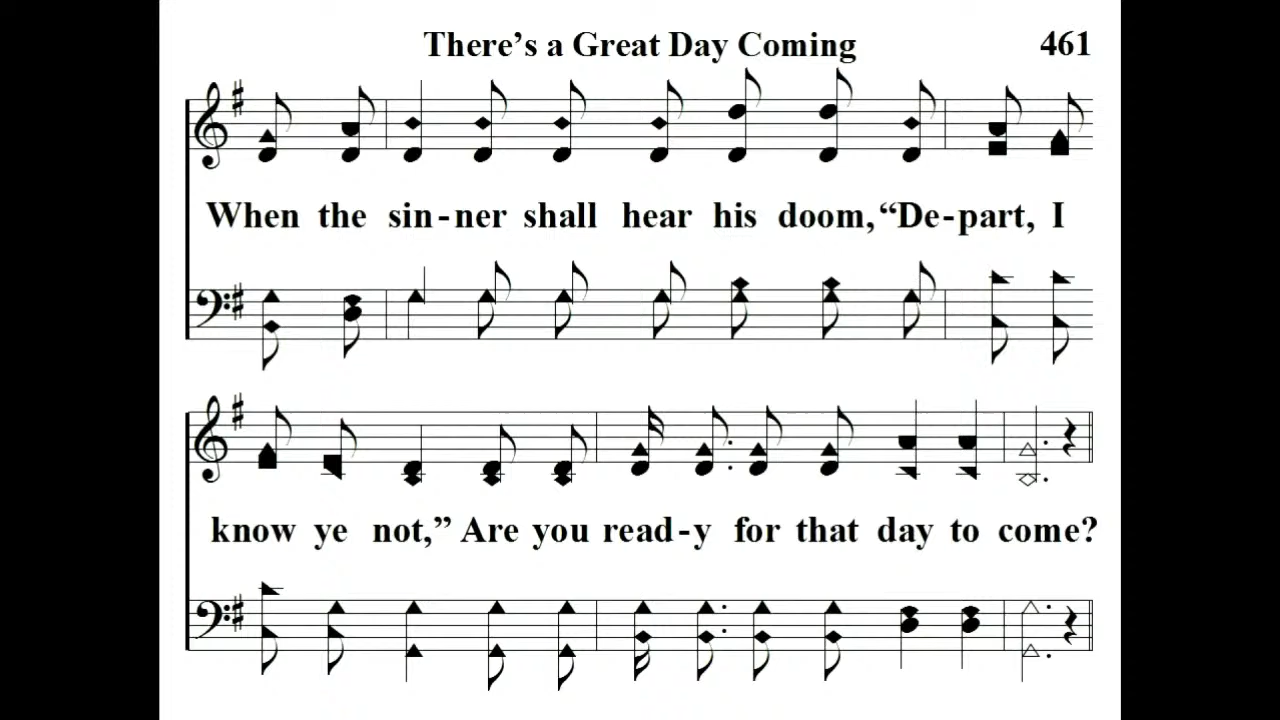 There's a Great Day Coming 461
When the sin-ner shall hear his doom, “De-part, I
know ye not,” Are you read-y for that day to come?